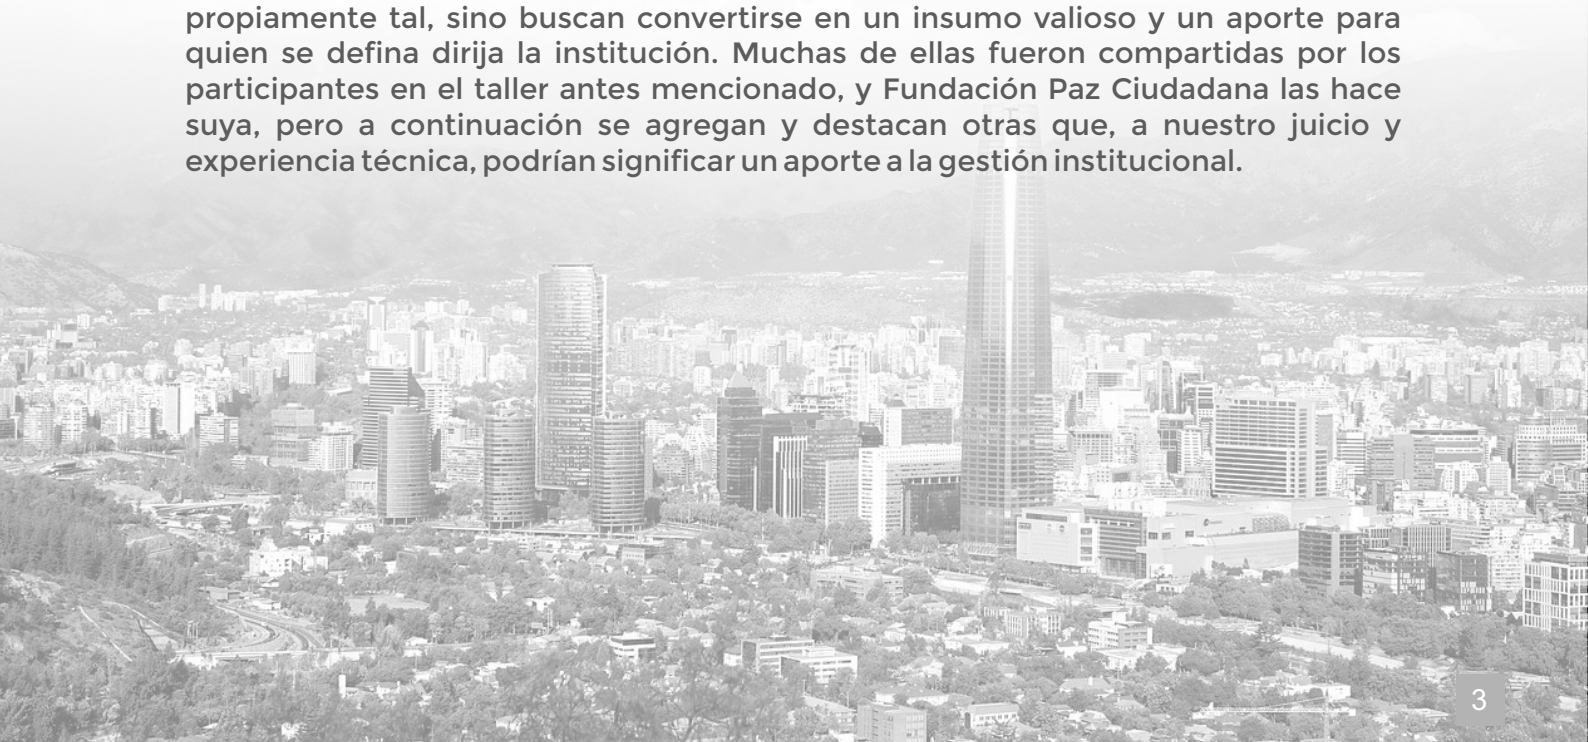 propiamente tal, sino buscan convertirse en un insumo valioso y un aporte para
quien se defina dirija la institución. Muchas de ellas fueron compartidas por los
participantes en el taller antes mencionado, y Fundación Paz Ciudadana las hace
suya, pero a continuación se agregan y destacan otras que, a nuestro juicio y
experiencia técnica, podrían significar un aporte a la gestión institucional.
3